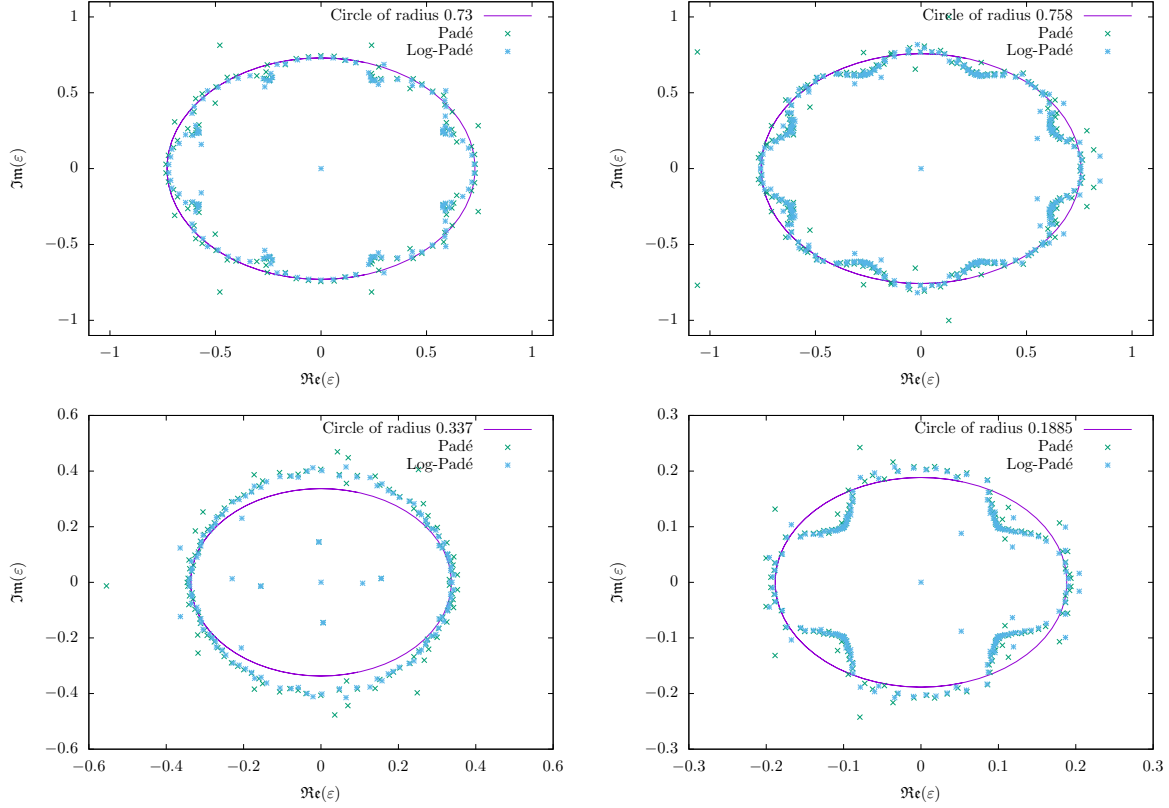 Circle of radius 0.73
Padé
Log-Padé
1
0.5
0
−0.5
−1
−1
−0.5
0
0.5
1
ℑm(ε)
ℜe(ε)
Circle of radius 0.758
Padé
Log-Padé
1
0.5
0
−0.5
−1
−1
−0.5
0
0.5
1
ℑm(ε)
ℜe(ε)
Circle of radius 0.337
Padé
Log-Padé
0.6
0.4
0.2
0
−0.2
−0.4
−0.6
−0.6
−0.4
−0.2
0
0.2
0.4
0.6
ℑm(ε)
ℜe(ε)
Circle of radius 0.1885
Padé
Log-Padé
0.3
0.2
0.1
0
−0.1
−0.2
−0.3
−0.3
−0.2
−0.1
0
0.1
0.2
0.3
ℑm(ε)
ℜe(ε)